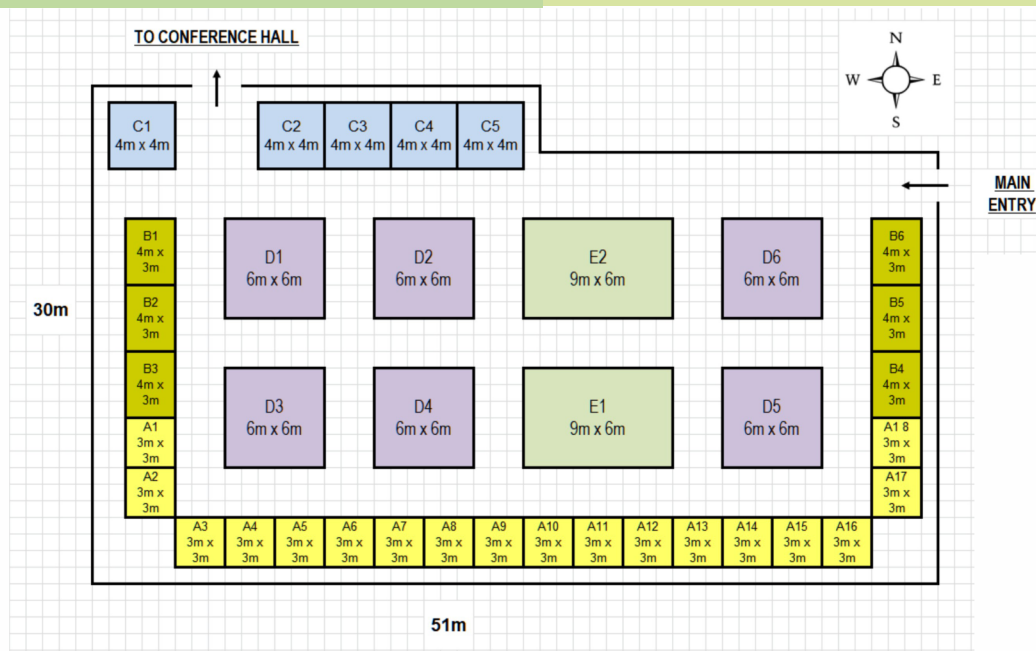 TO CONFERENCE HALL
N
W
E
S
C1
4m x 4m
C2
4m x 4m
C3
4m x 4m
C4
4m x 4m
C5
4m x 4m
MAIN
ENTRY
B1
4m x
3m
D1
6m x 6m
D2
6m x 6m
E2
9m x 6m
D6
6m x 6m
B6
4m x
3m
B2
4m x
3m
B5
4m x
3m
30m
B3
4m x
3m
D3
6m x 6m
D4
6m x 6m
E1
9m x 6m
D5
6m x 6m
B4
4m x
3m
A1
3m x
3m
A1 8
3m x
3m
A2
3m x
3m
A17
3m x
3m
A3
3m x
3m
A4
3m x
3m
A5
3m x
3m
A6
3m x
3m
A7
3m x
3m
A8
3m x
3m
A9
3m x
3m
A10
3m x
3m
A11
3m x
3m
A12
3m x
3m
A13
3m x
3m
A14
3m x
3m
A15
3m x
3m
A16
3m x
3m
51m